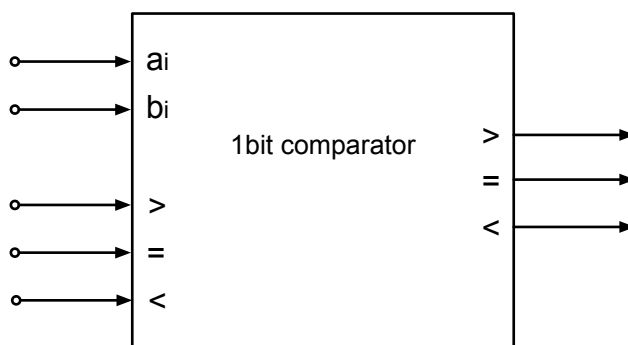 ai
bi
1bit comparator
>
=
<
>
=
<